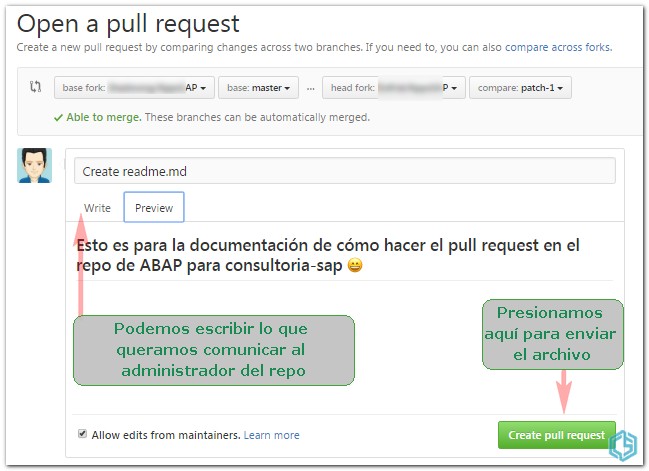 Open a pull request
Create a new pull request by comparing changes across two branches. If you need to, you can also compare across forks.
base fork: AP base: master ... head fork: P compare: patch-1
✓ Able to merge. These branches can be automatically merged.
Create readme.md
Write Preview
Esto es para la documentación de cómo hacer el pull request en el
repo de ABAP para consultoria-sap 😄
Podemos escribir lo que
queramos comunicar al
administrador del repo
Presionamos
aquí para enviar
el archivo
Allow edits from maintainers. Learn more
Create pull request